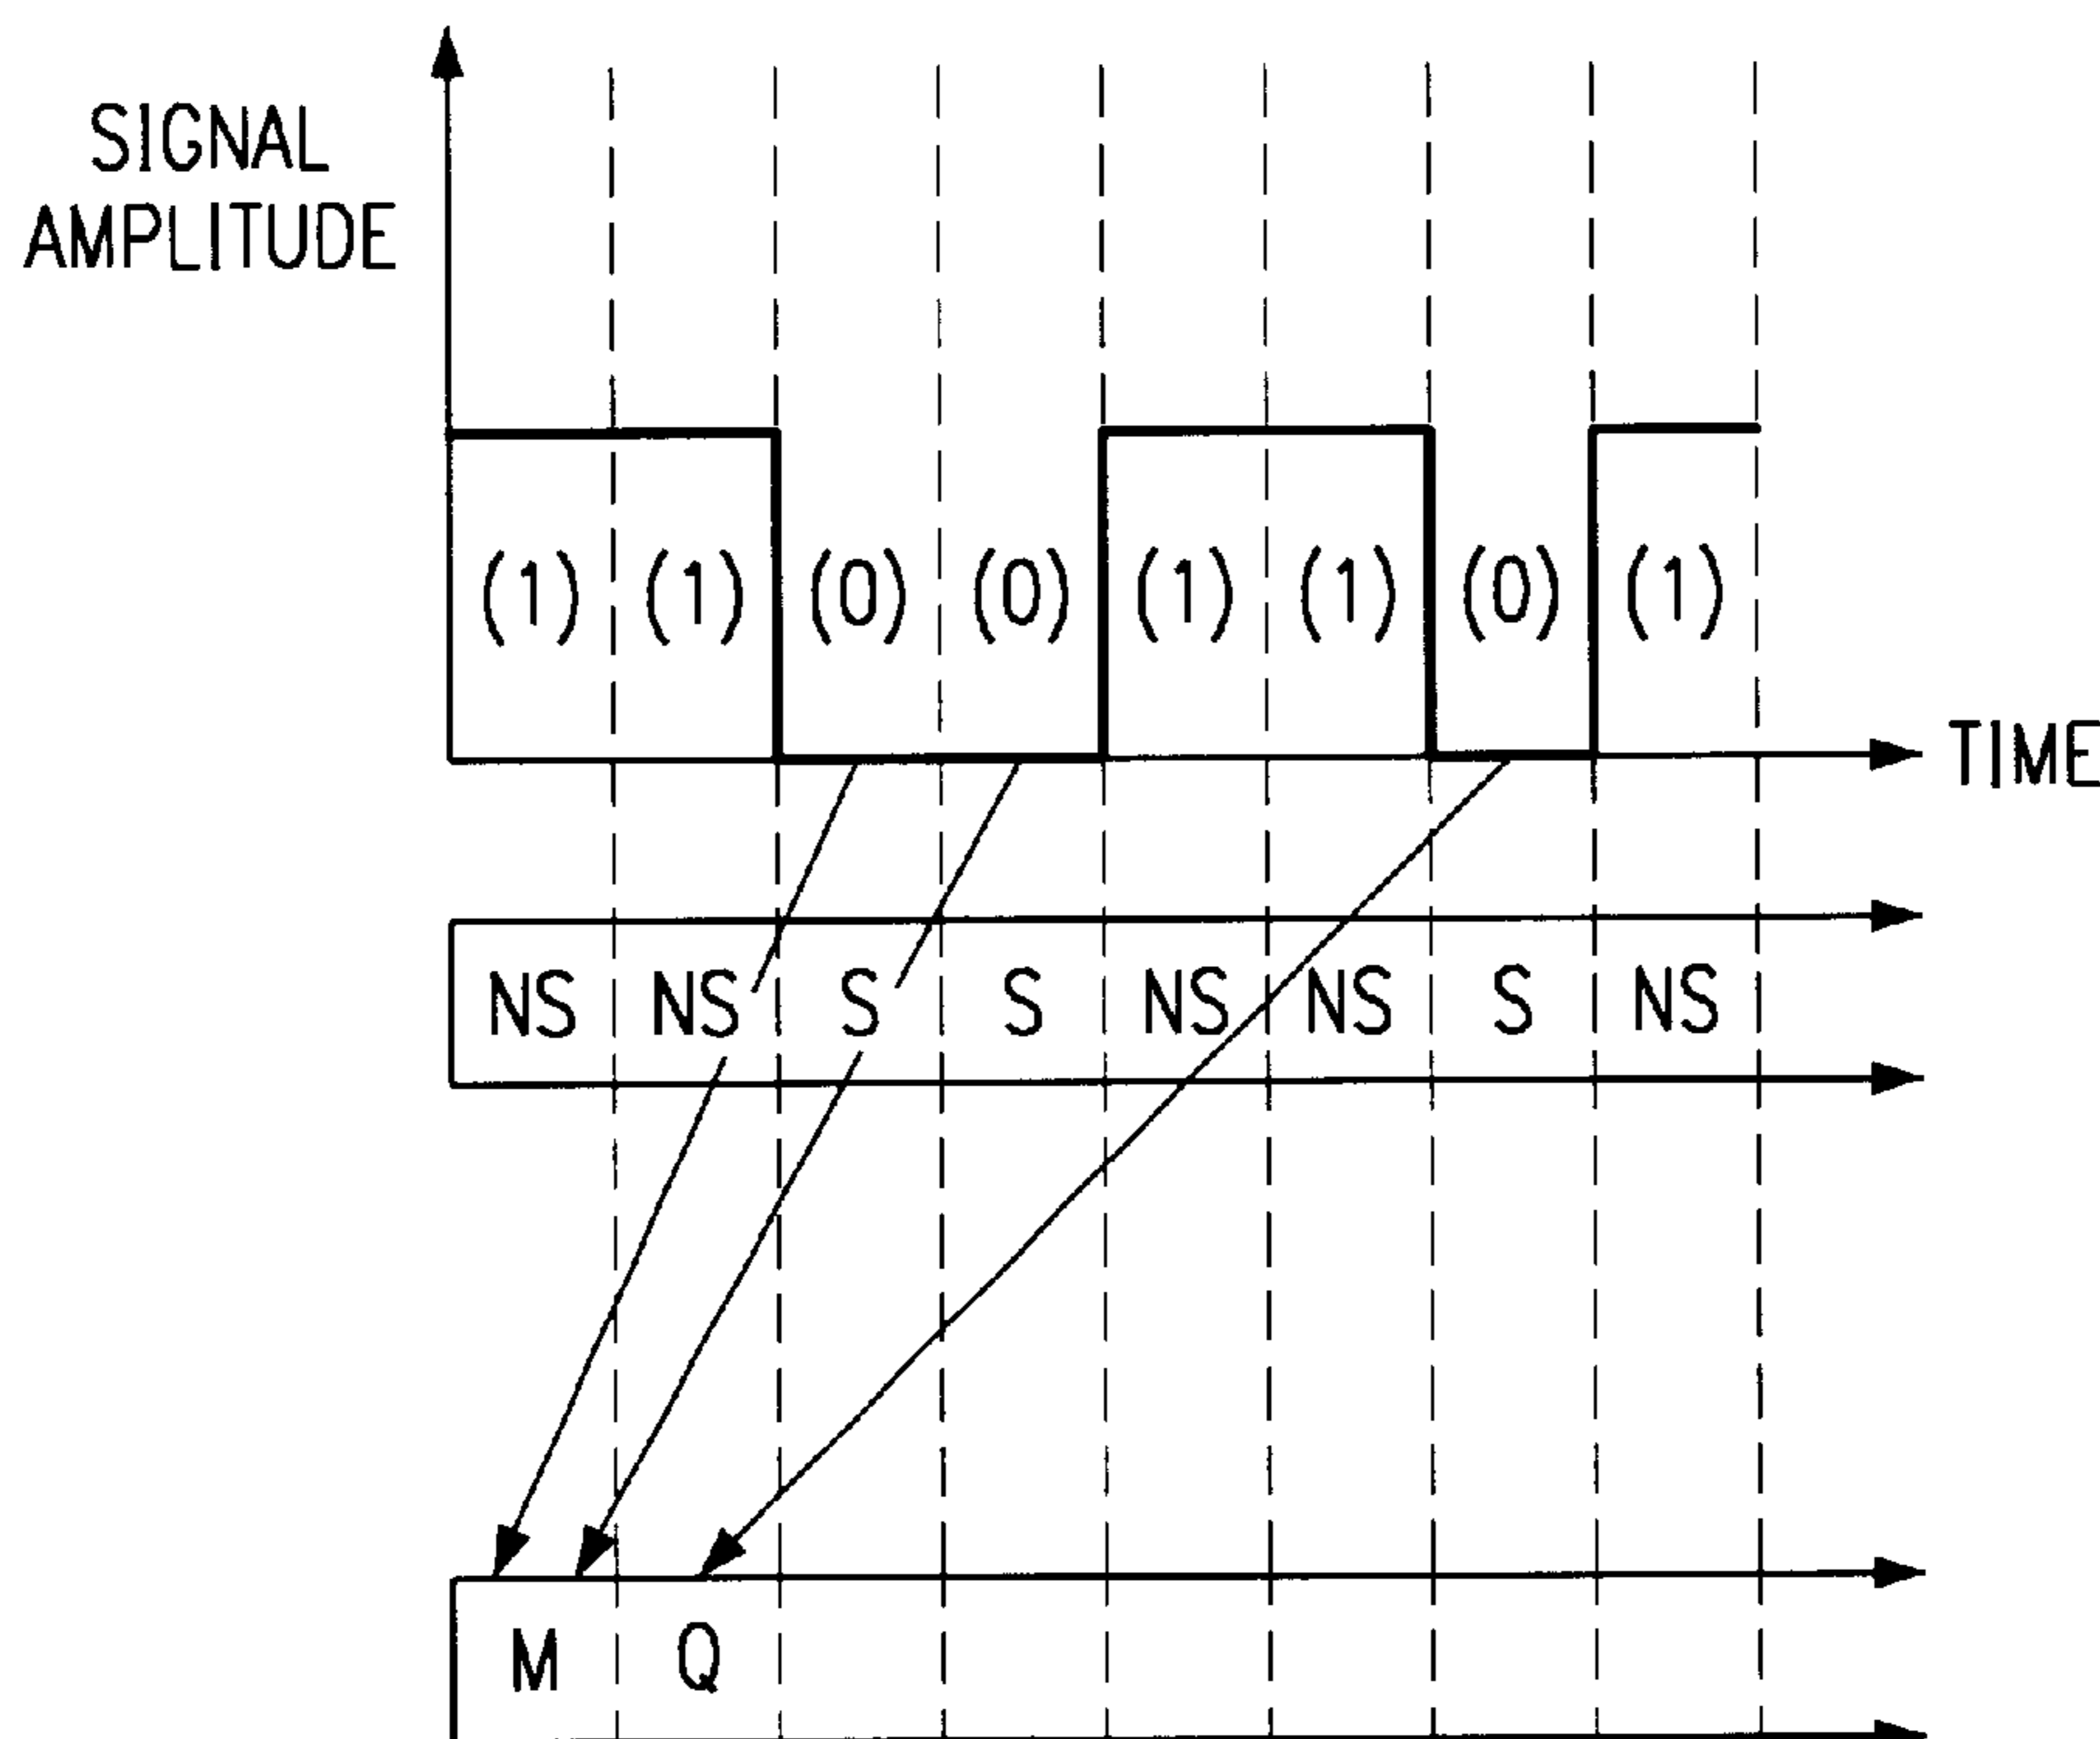 SIGNAL
AMPLITUDE
(1) (1) (0) (0) (1) (1) (0) (1)
TIME
NS NS S S NS NS S NS
M Q